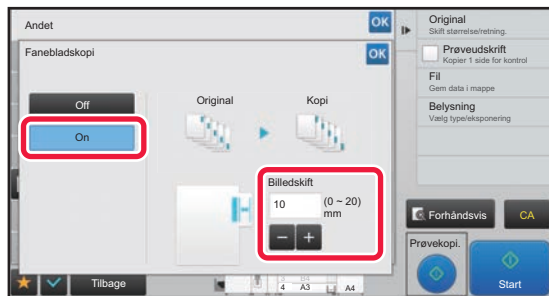 Andet
OK
Fanebladskopi
OK
Off
On
Original
Kopi
Billedskift
10
(0 ~ 20)
mm
Tilbage
4
A3
A4
Original
Skift størrelse/retning.
Prøveudskrift
Kopier 1 side for kontrol
Fil
Gem data i mappe
Belysning
Vælg type/eksponering
Forhåndsvis
CA
Prøvekopi.
Start